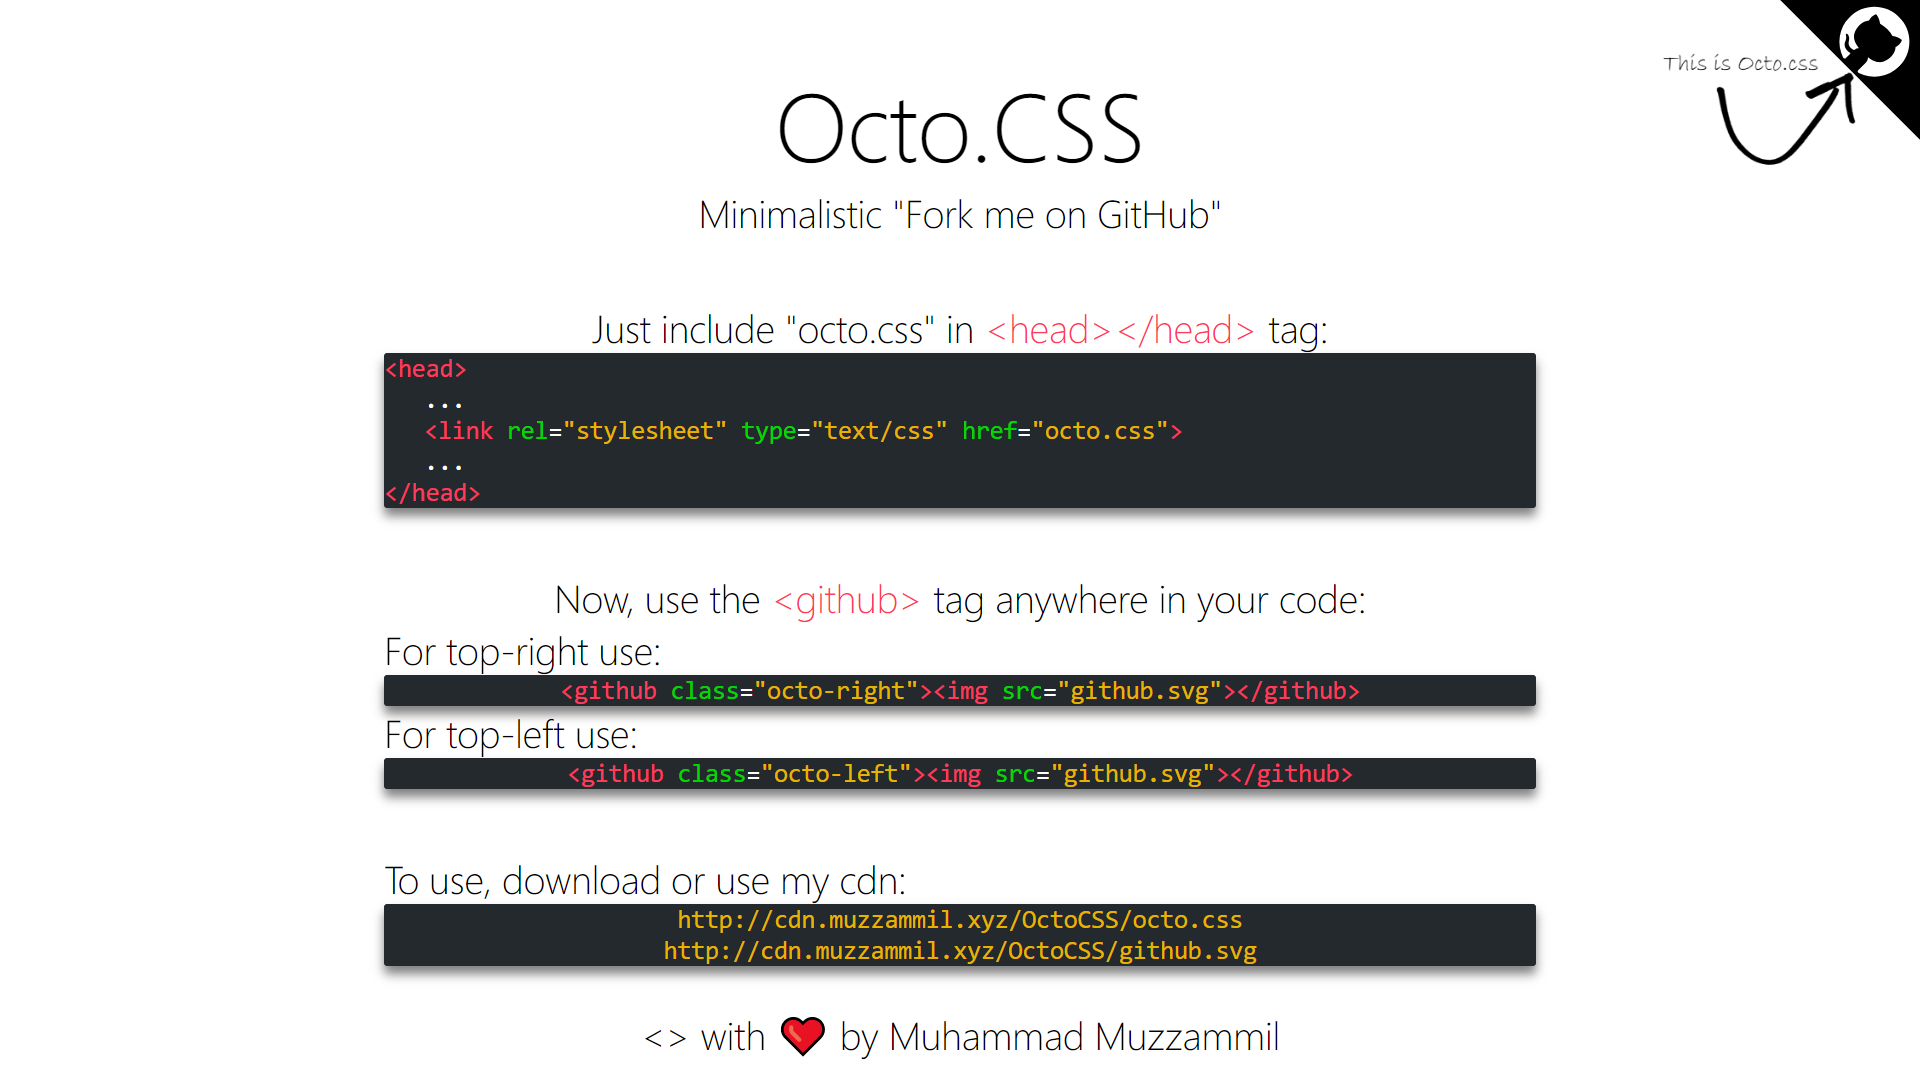 This is Octo.css
Octo.CSS
Minimalistic "Fork me on GitHub"
Just include "octo.css" in <head></head> tag:
<head>
...
<link rel="stylesheet" type="text/css" href="octo.css">
...
</head>
Now, use the <github> tag anywhere in your code:
For top-right use:
<github class="octo-right"><img src="github.svg"></github>
For top-left use:
<github class="octo-left"><img src="github.svg"></github>
To use, download or use my cdn:
http://cdn.muzzammil.xyz/OctoCSS/octo.css
http://cdn.muzzammil.xyz/OctoCSS/github.svg
<> with ❤ by Muhammad Muzzammil